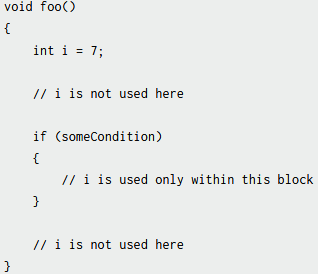 void foo()
{
    int i = 7;

    // i is not used here

    if (someCondition)
    {
        // i is used only within this block
    }

    // i is not used here
}